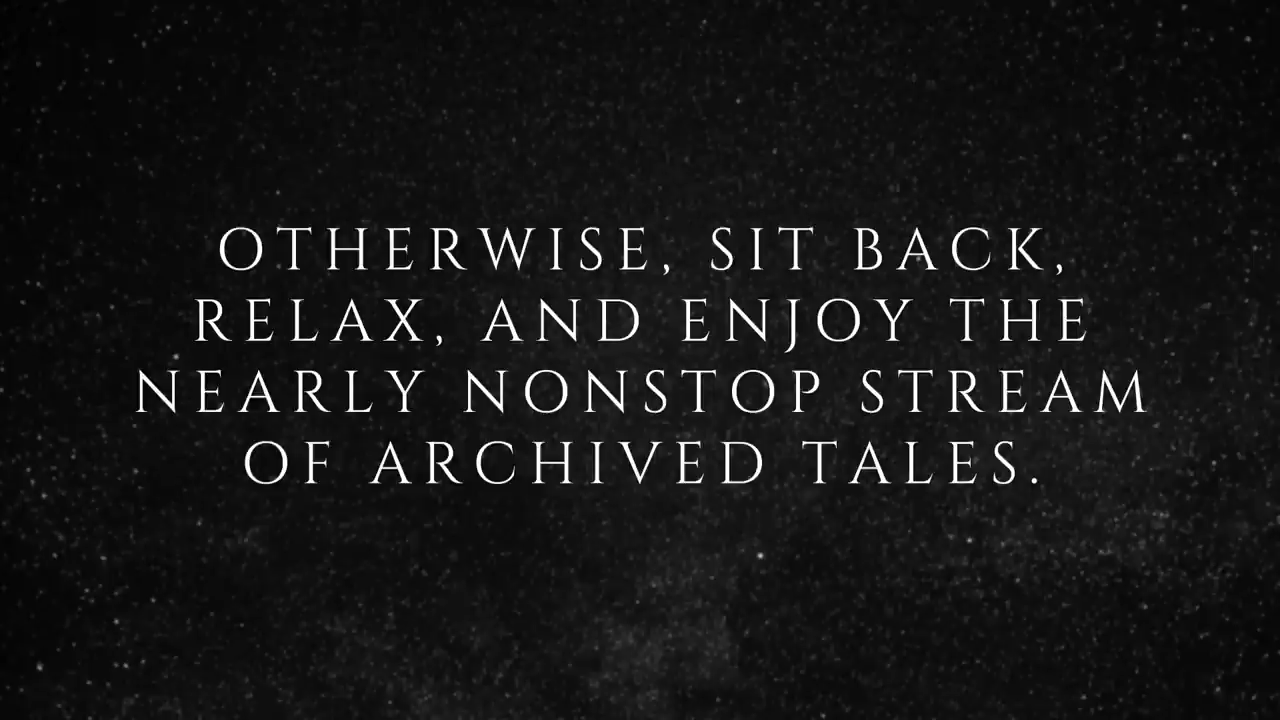 OTHERWISE, SIT BACK,
RELAX, AND ENJOY THE
NEARLY NONSTOP STREAM
OF ARCHIVED TALES.